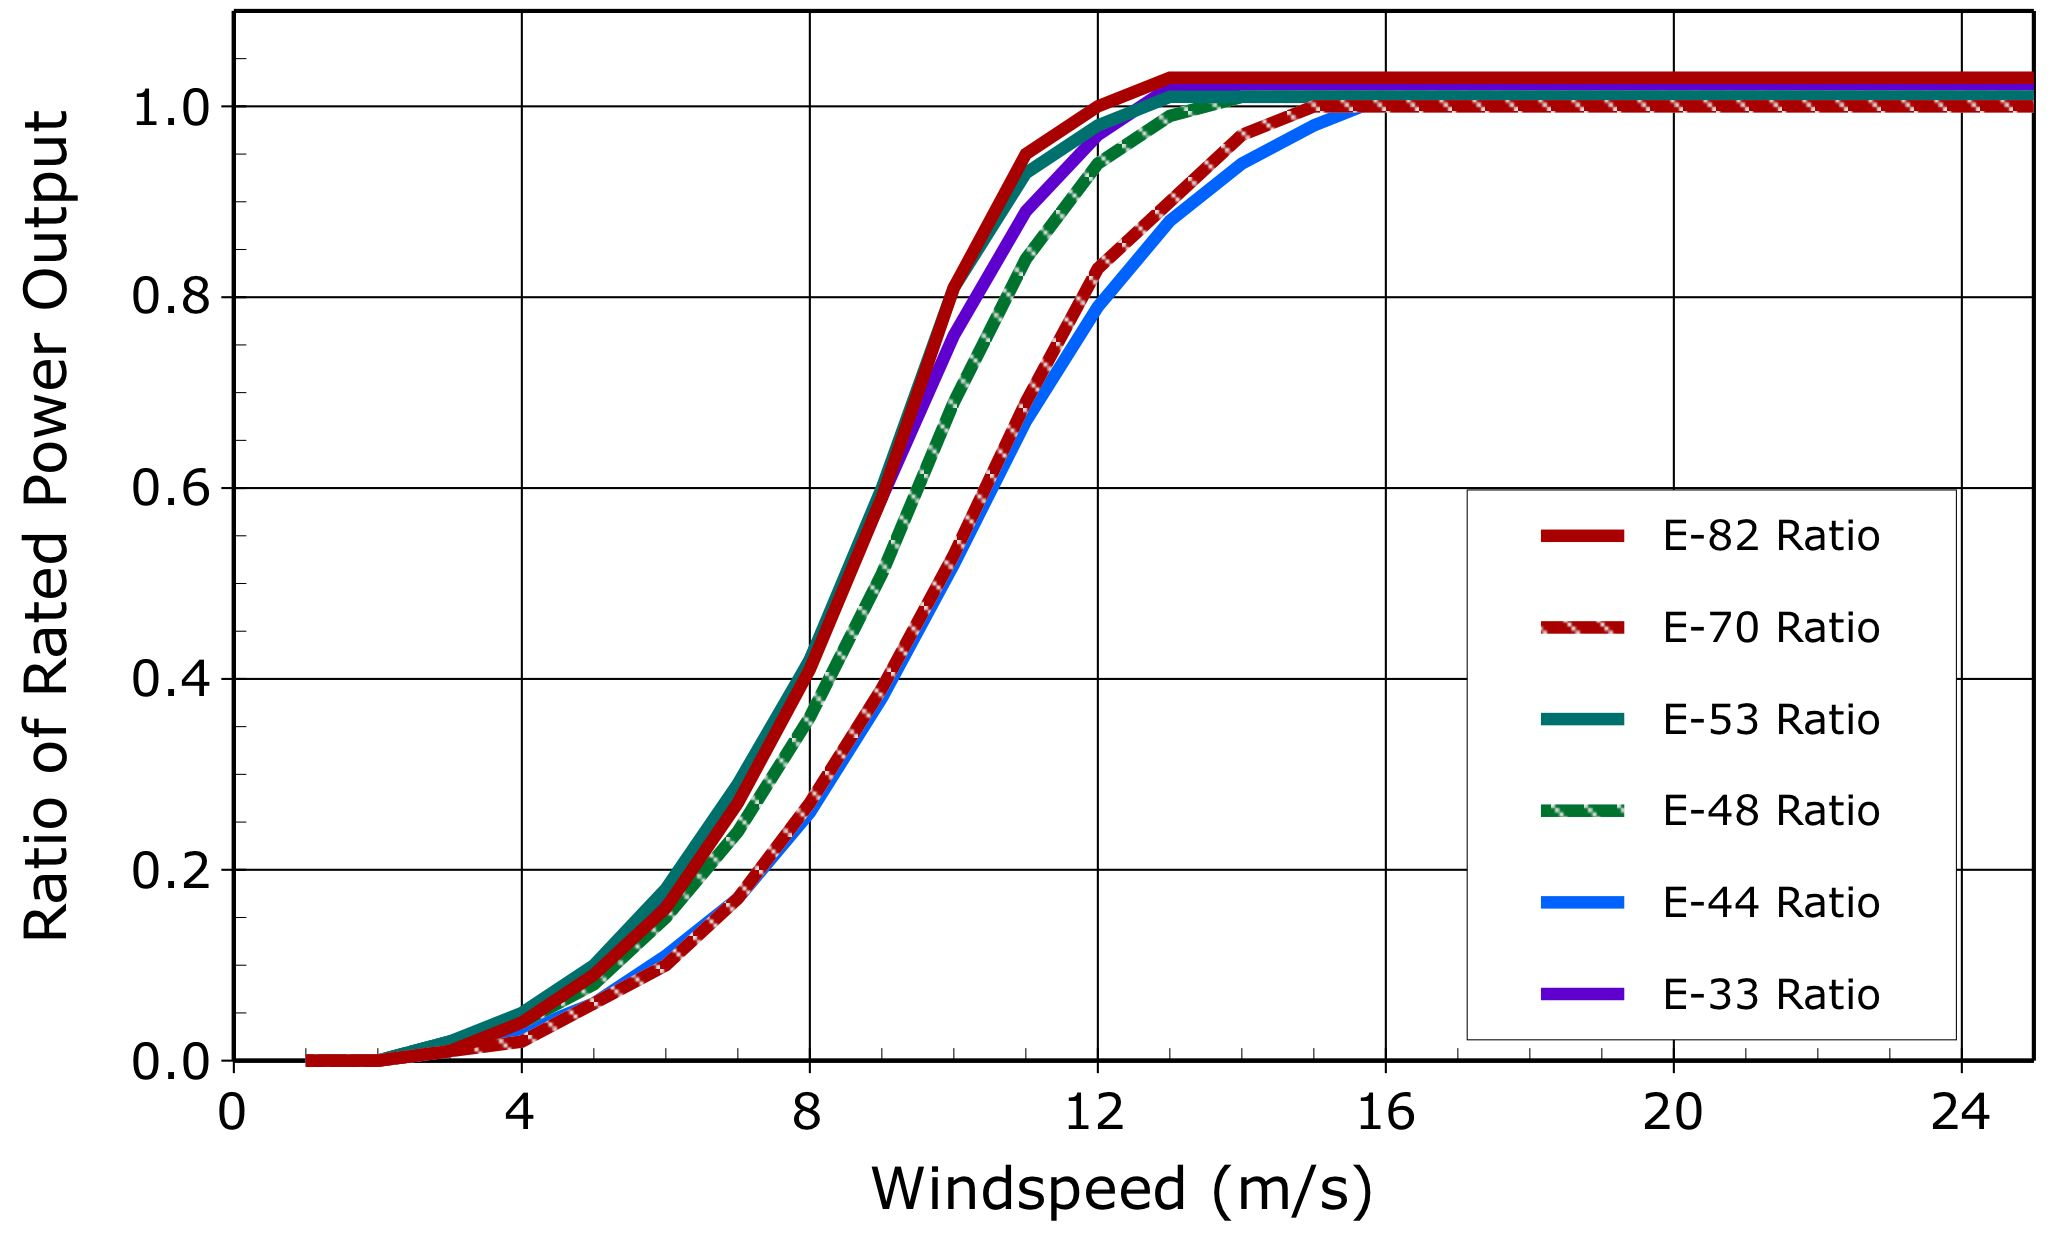 Ratio of Rated Power Output
1.0
0.8
0.6
0.4
0.2
0.0
0 4 8 12 16 20 24
Windspeed (m/s)
E-82 Ratio
E-70 Ratio
E-53 Ratio
E-48 Ratio
E-44 Ratio
E-33 Ratio